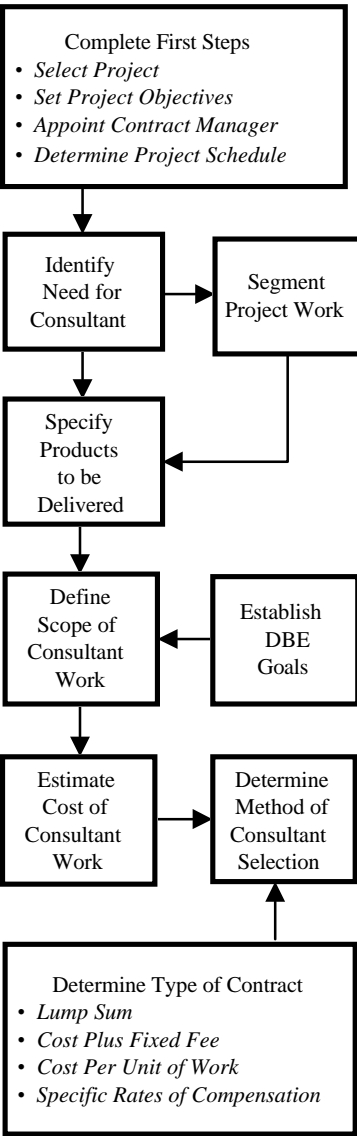 Complete First Steps
• Select Project
• Set Project Objectives
• Appoint Contract Manager
• Determine Project Schedule
Identify
Need for
Consultant
Segment
Project Work
Specify
Products
to be
Delivered
Define
Scope of
Consultant
Work
Establish
DBE
Goals
Estimate
Cost of
Consultant
Work
Determine
Method of
Consultant
Selection
Determine Type of Contract
• Lump Sum
• Cost Plus Fixed Fee
• Cost Per Unit of Work
• Specific Rates of Compensation